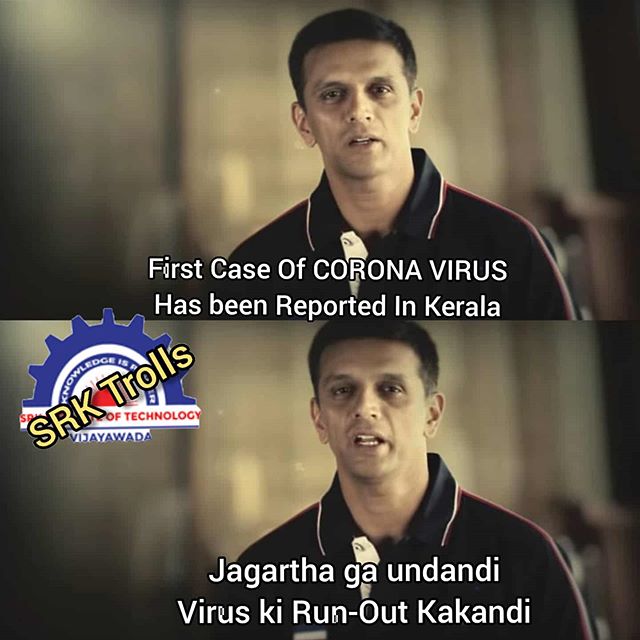 First Case Of CORONA VIRUS
Has been Reported In Kerala
KNOWLEDGE IS
SRK Trolls
OF TECHNOLOGY
VIJAYAWADA
Jagartha ga undandi
Virus ki Run-Out Kakandi